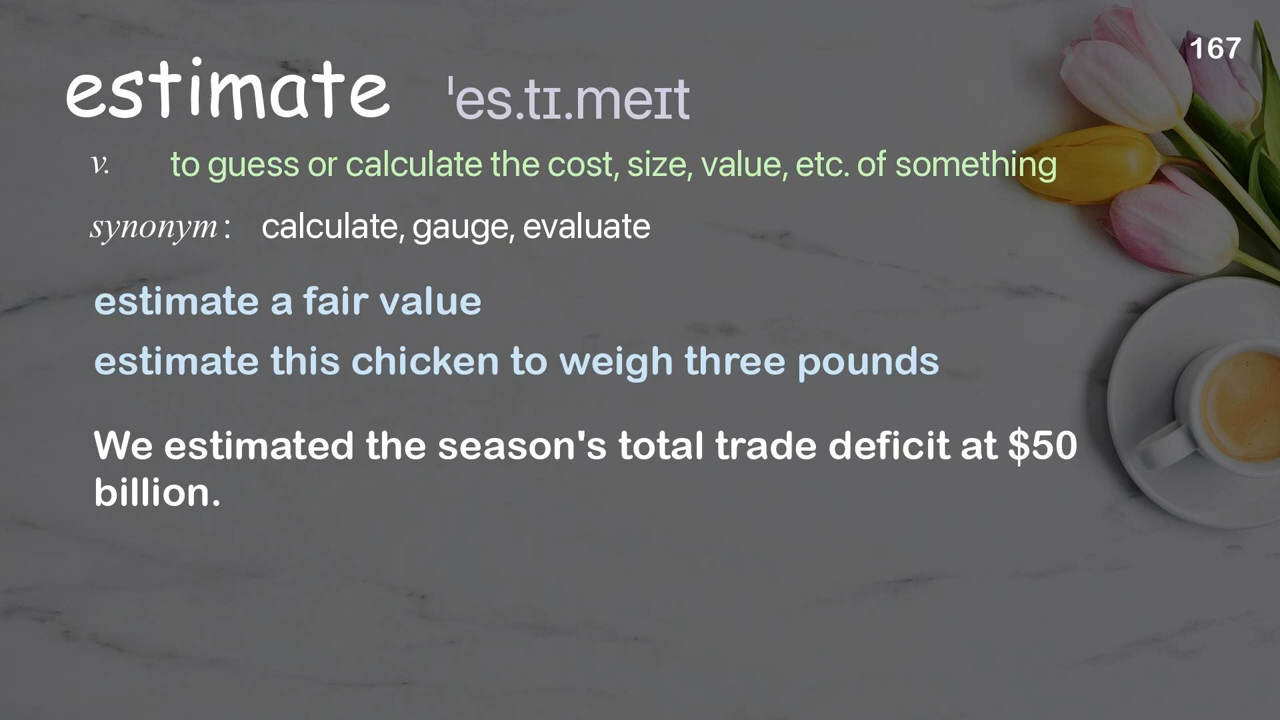 167
estimate ˈes.tɪ.meɪt
v. to guess or calculate the cost, size, value, etc. of something
synonym: calculate, gauge, evaluate
estimate a fair value
estimate this chicken to weigh three pounds
We estimated the season's total trade deficit at $50
billion.